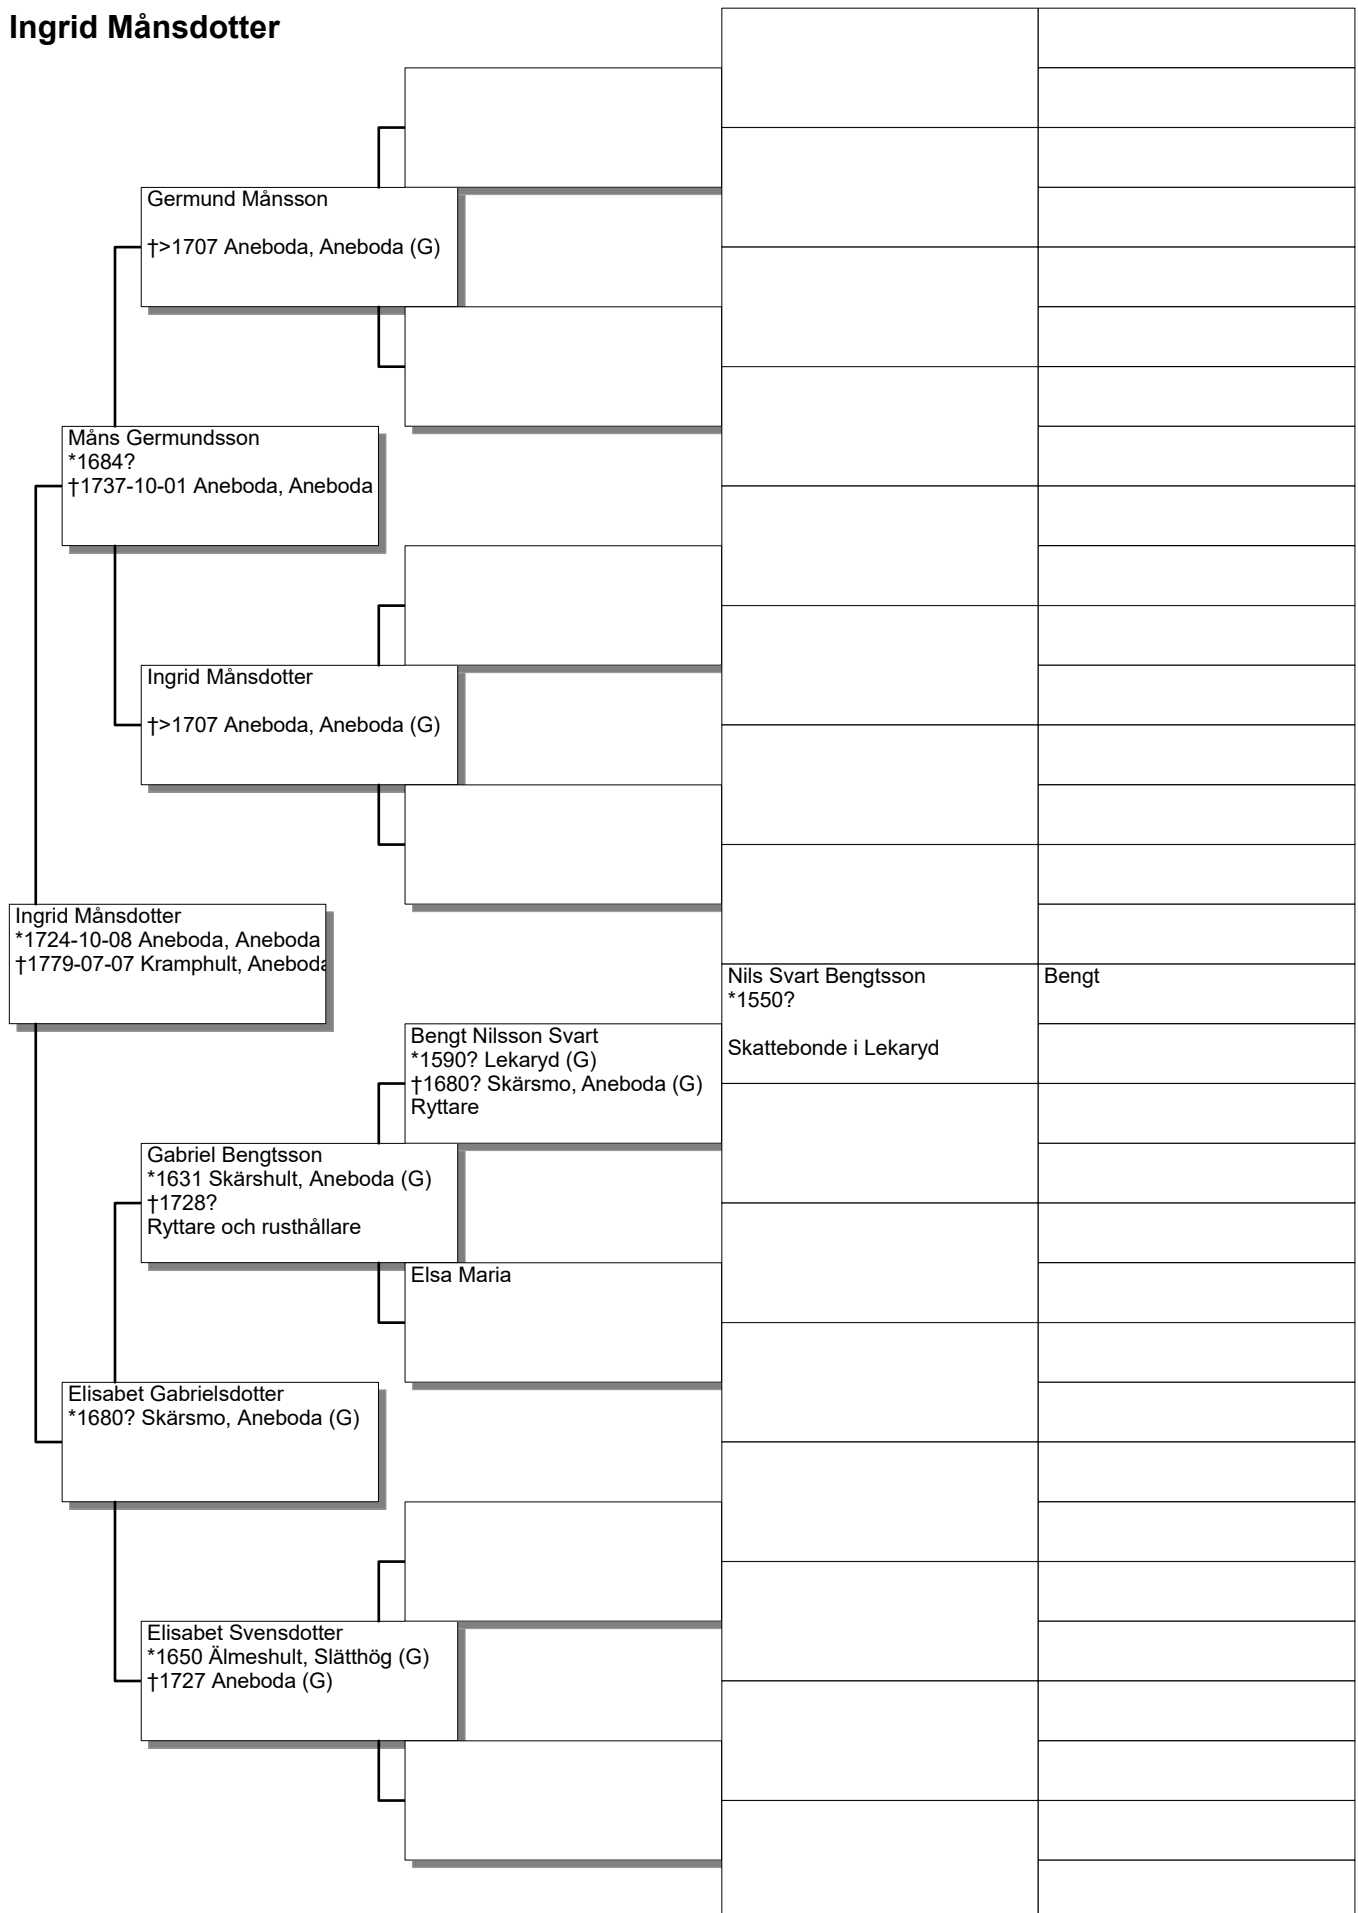 Ingrid Månsdotter
Germund Månsson
†>1707 Aneboda, Aneboda (G)
Måns Germundsson
*1684?
†1737-10-01 Aneboda, Aneboda
Ingrid Månsdotter
†>1707 Aneboda, Aneboda (G)
Ingrid Månsdotter
*1724-10-08 Aneboda, Aneboda
†1779-07-07 Kramphult, Aneboda
Nils Svart Bengtsson
*1550?
Skattebonde i Lekaryd
Bengt
Bengt Nilsson Svart
*1590? Lekaryd (G)
†1680? Skärsmo, Aneboda (G)
Ryttare
Gabriel Bengtsson
*1631 Skärshult, Aneboda (G)
†1728?
Ryttare och rusthållare
Elsa Maria
Elisabet Gabrielsdotter
*1680? Skärsmo, Aneboda (G)
Elisabet Svensdotter
*1650 Älmeshult, Slätthög (G)
†1727 Aneboda (G)